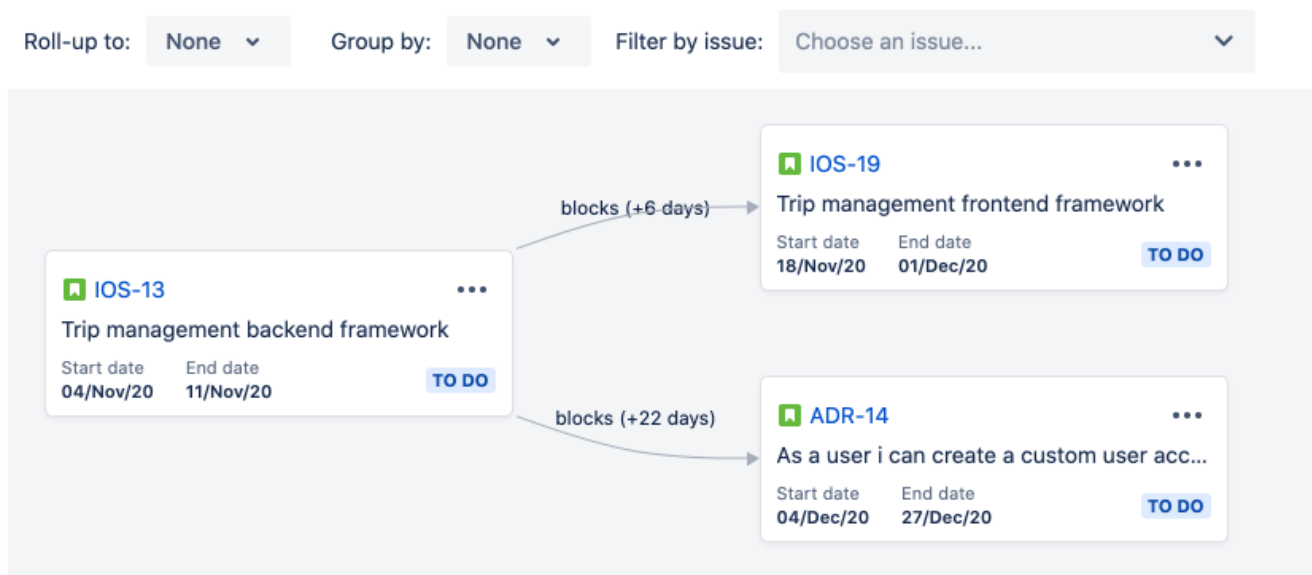 Roll-up to: None Group by: None Filter by issue: Choose an issue...
IOS-19
Trip management frontend framework
Start date End date
18/Nov/20 01/Dec/20 TO DO
blocks (+6 days)
IOS-13
Trip management backend framework
Start date End date
04/Nov/20 11/Nov/20 TO DO
blocks (+22 days)
ADR-14
As a user i can create a custom user acc...
Start date End date
04/Dec/20 27/Dec/20 TO DO